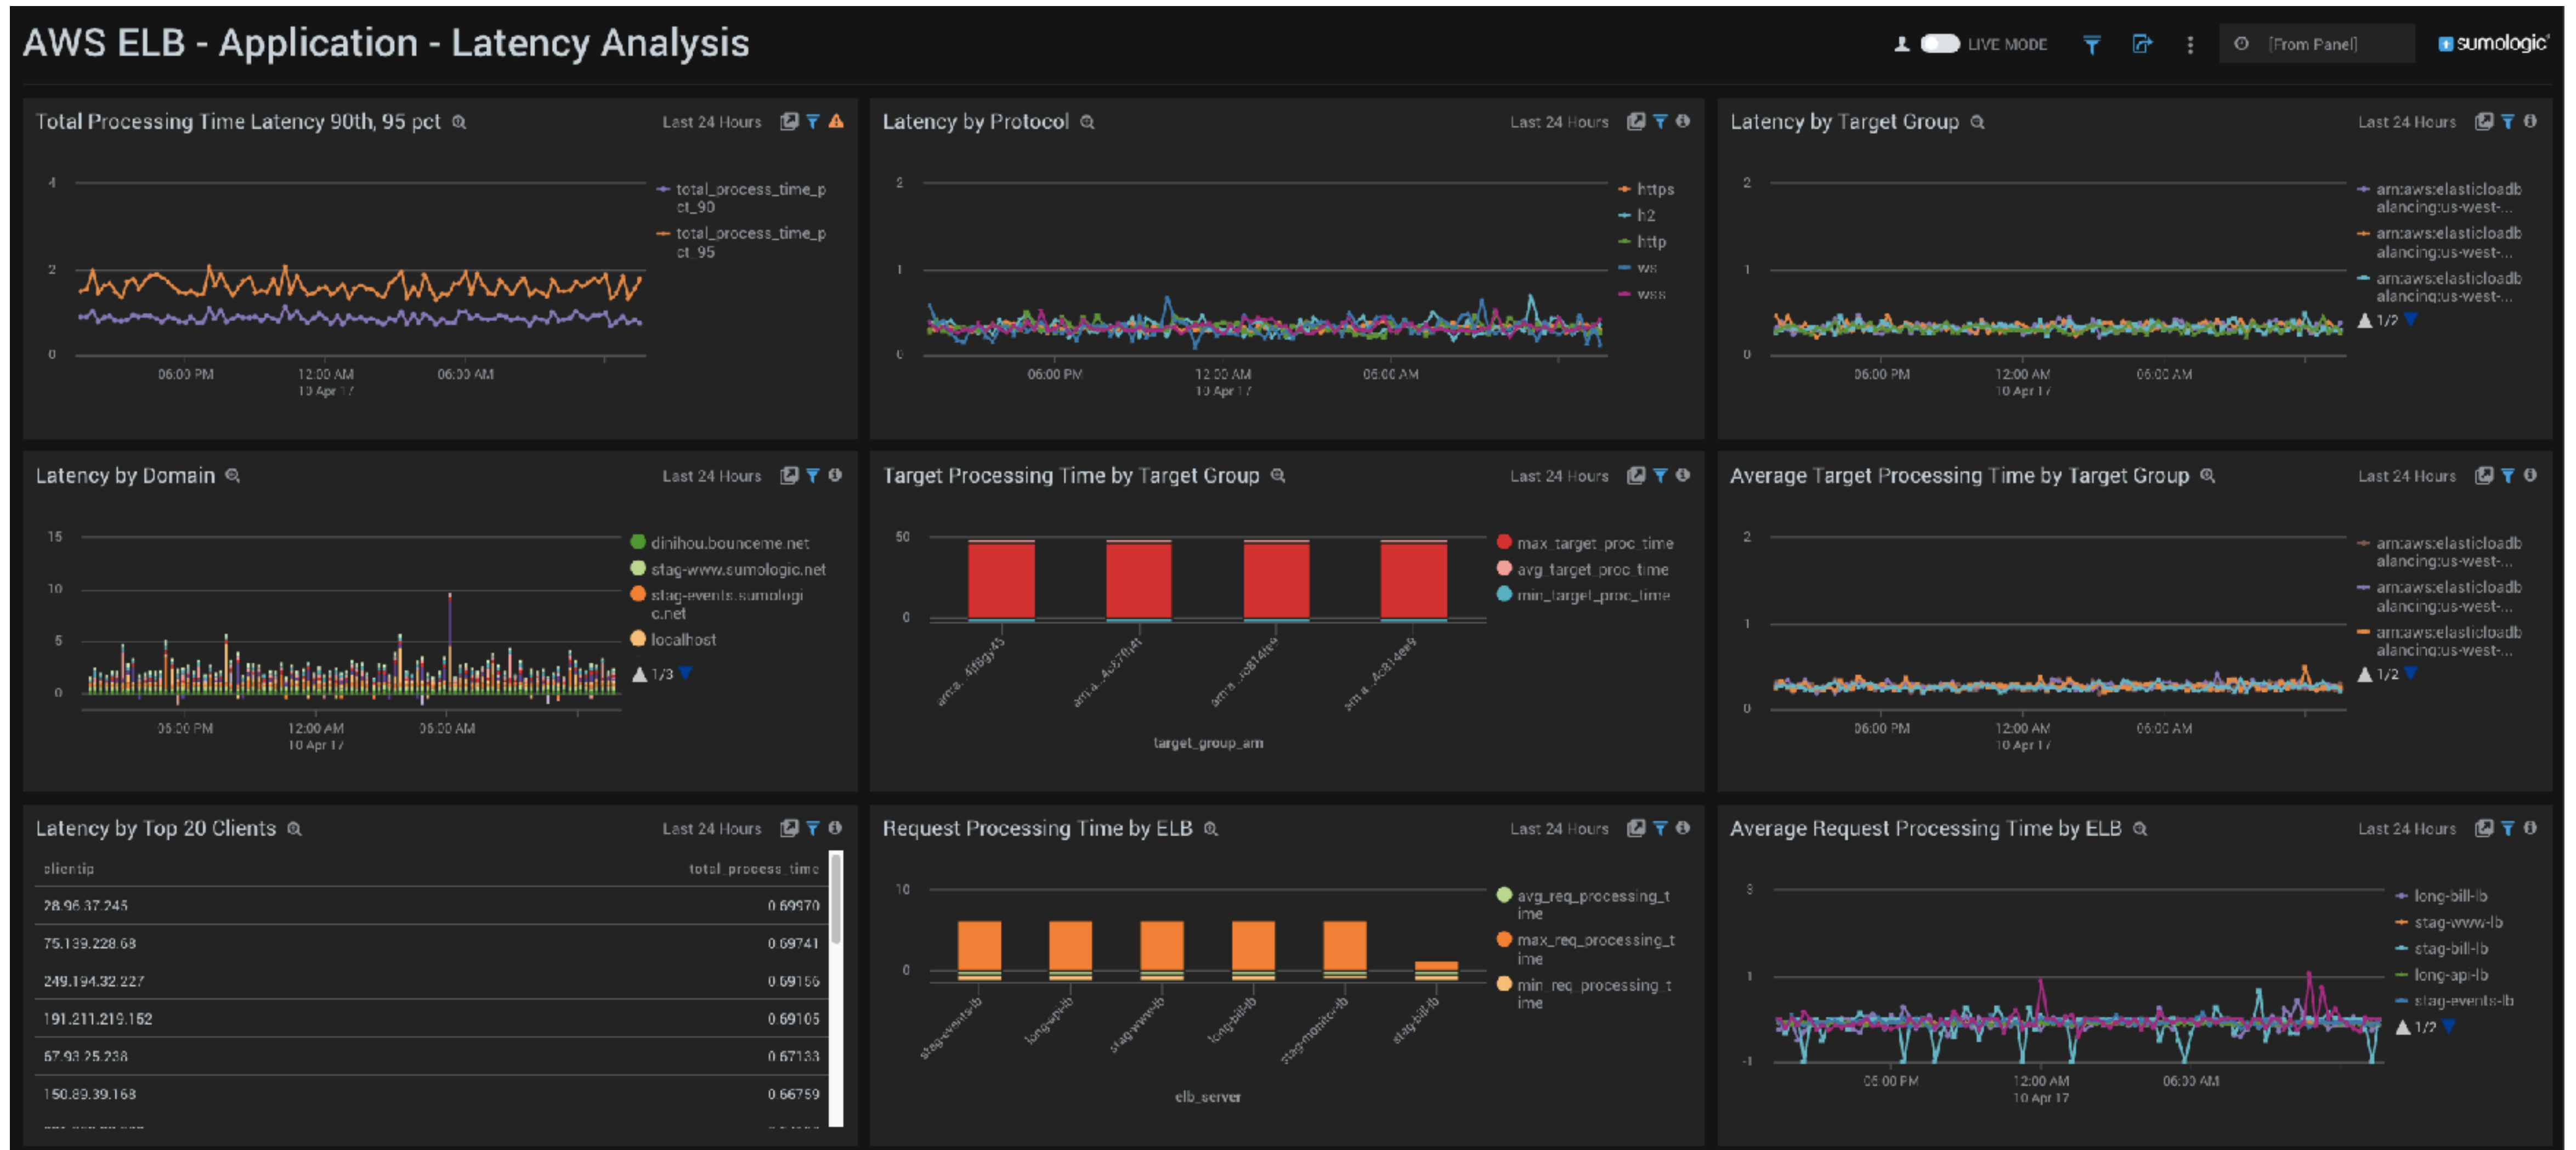 AWS ELB - Application - Latency Analysis
LIVE MODE
[From Panel]
sumologic
Total Processing Time Latency 90th, 95 pct
Last 24 Hours
4
2
0
06:00 PM
12:00 AM
06:00 AM
10 Apr 17
total_process_time_p
ct_90
total_process_time_p
ct_95
Latency by Protocol
Last 24 Hours
2
1
0
06:00 PM
12:00 AM
06:00 AM
10 Apr 17
https
h2
http
ws
wss
Latency by Target Group
Last 24 Hours
2
1
0
06:00 PM
12:00 AM
06:00 AM
10 Apr 17
arn:aws:elasticloadb
alancing:us-west-...
arn:aws:elasticloadb
alancing:us-west-...
arn:aws:elasticloadb
alancing:us-west-...
1/2
Latency by Domain
Last 24 Hours
15
10
5
0
06:00 PM
12:00 AM
06:00 AM
10 Apr 17
dinihou.bounceme.net
stag-www.sumologic.net
stag-events.sumologi
c.net
localhost
1/3
Target Processing Time by Target Group
Last 24 Hours
50
0
target_group_arn
max_target_proc_time
avg_target_proc_time
min_target_proc_time
Average Target Processing Time by Target Group
Last 24 Hours
2
1
0
06:00 PM
12:00 AM
06:00 AM
10 Apr 17
arn:aws:elasticloadb
alancing:us-west-...
arn:aws:elasticloadb
alancing:us-west-...
arn:aws:elasticloadb
alancing:us-west-...
1/2
Latency by Top 20 Clients
Last 24 Hours
clientip total_process_time
28.96.37.245 0.69970
75.139.228.68 0.69741
249.194.32.227 0.69156
191.211.219.152 0.69105
67.93.25.238 0.67133
150.89.39.168 0.66759
Request Processing Time by ELB
Last 24 Hours
10
0
stag-events-lb
long-api-lb
stag-www-lb
long-bill-lb
stag-monitor-lb
stag-bill-lb
elb_server
avg_req_processing_t
ime
max_req_processing_t
ime
min_req_processing_t
ime
Average Request Processing Time by ELB
Last 24 Hours
3
1
-1
06:00 PM
12:00 AM
06:00 AM
10 Apr 17
long-bill-lb
stag-www-lb
stag-bill-lb
long-api-lb
stag-events-lb
1/2